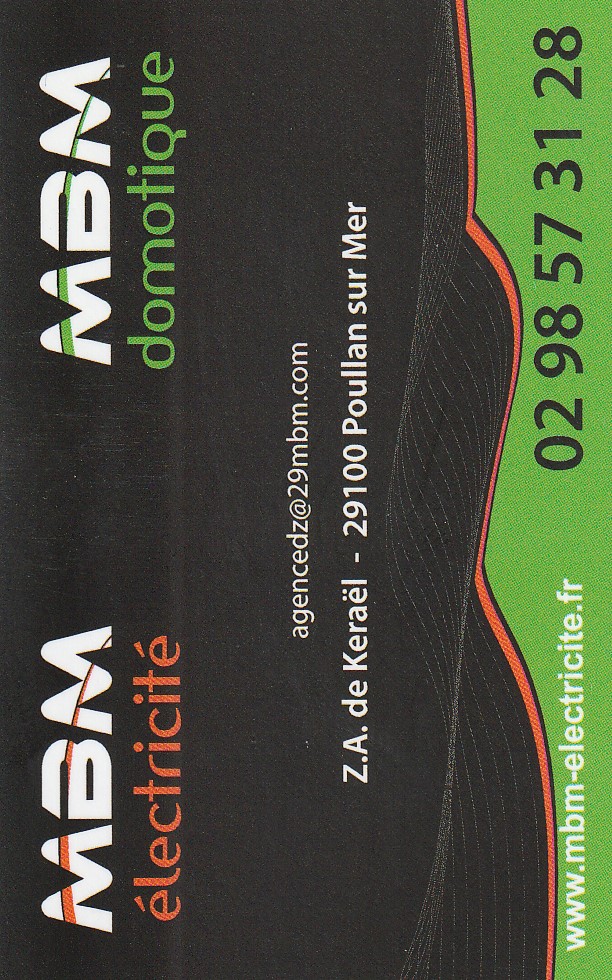 MBM
électricité
MBM
domotique
agencedz@29mbm.com
Z.A. de Keraël - 29100 Poullan sur Mer
www.mbm-electricite.fr
02 98 57 31 28